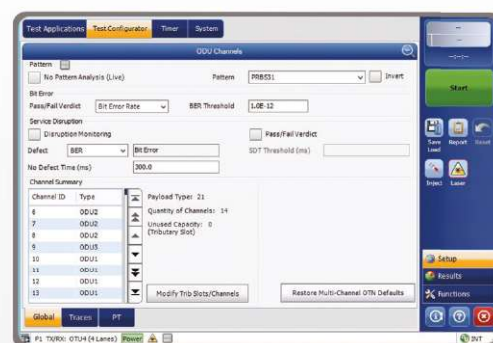 Test Applications Test Configurator Timer System
ODU Channels
Pattern
No Pattern Analysis (Live) Pattern PRBS31 Invert
Bit Error
Pass/Fail Verdict Bit Error Rate BER Threshold 1.0E-12
Service Disruption
Disruption Monitoring Pass/Fail Verdict
Defect BER Bit Error SDT Threshold (ms)
No Defect Time (ms) 300.0
Channel Summary
Channel ID Type Payload Type: 21
6 ODU2 Quantity of Channels: 14
7 ODU2 Unused Capacity: 0
8 ODU2 (Tributary Slot)
9 ODU3
10 ODU1
11 ODU1
12 ODU1
13 ODU1
Modify Trib Slots/Channels Restore Multi-Channel OTN Defaults
Global Traces PT
P1 TX/RX: OTU4 (4 Lanes) Power INT
--
--
--:--:--
Start
Save Load Report Reset
Inject Laser
Setup
Results
Functions